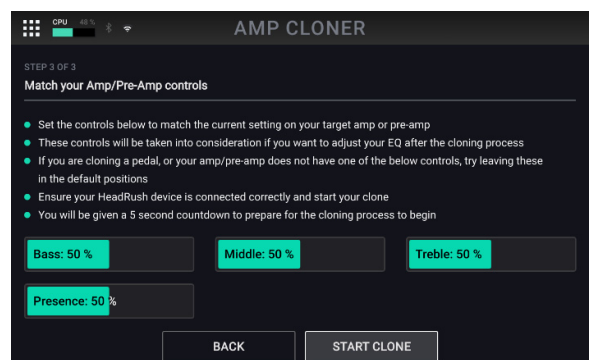 CPU 48 %
AMP CLONER
STEP 3 OF 3
Match your Amp/Pre-Amp controls
Set the controls below to match the current setting on your target amp or pre-amp
These controls will be taken into consideration if you want to adjust your EQ after the cloning process
If you are cloning a pedal, or your amp/pre-amp does not have one of the below controls, try leaving these
in the default positions
Ensure your HeadRush device is connected correctly and start your clone
You will be given a 5 second countdown to prepare for the cloning process to begin
Bass: 50 %
Middle: 50 %
Treble: 50 %
Presence: 50 %
BACK
START CLONE